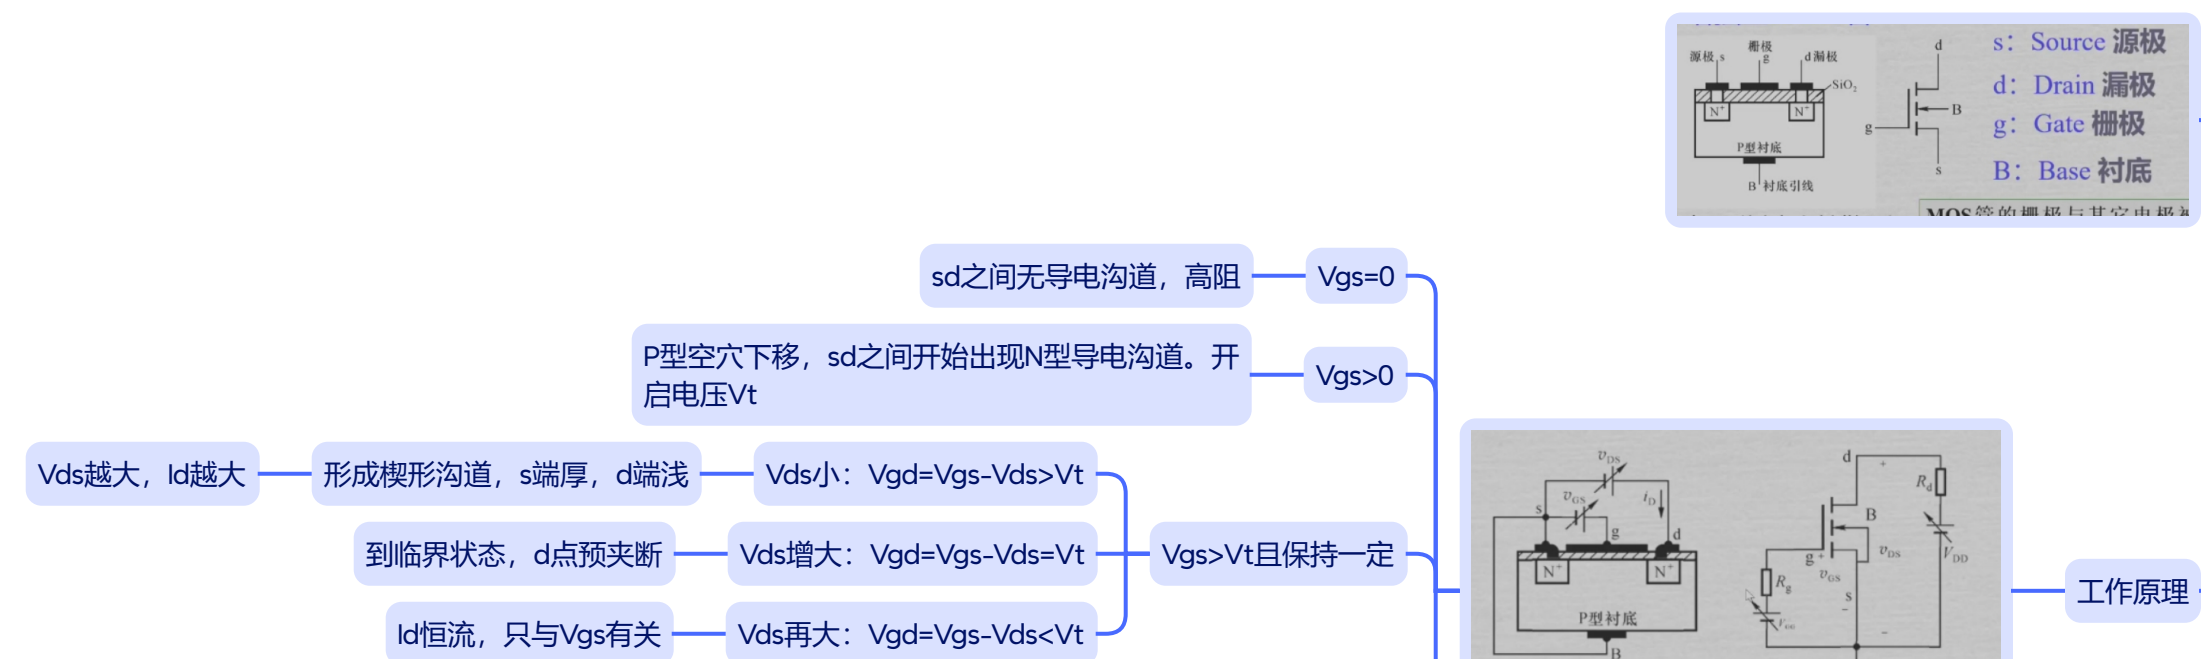 源极 s
栅极
g
d 漏极
SiO₂
N⁺
N⁺
P型衬底
B 衬底引线
d
g
B
s
s：Source 源极
d：Drain 漏极
g：Gate 栅极
B：Base 衬底
sd之间无导电沟道，高阻
Vgs=0
P型空穴下移，sd之间开始出现N型导电沟道。开
启电压Vt
Vgs>0
Vds越大，Id越大
形成楔形沟道，s端厚，d端浅
Vds小：Vgd=Vgs-Vds>Vt
到临界状态，d点预夹断
Vds增大：Vgd=Vgs-Vds=Vt
Vgs>Vt且保持一定
Id恒流，只与Vgs有关
Vds再大：Vgd=Vgs-Vds<Vt
v_DS
v_GS
i_D
s
g
d
N⁺
N⁺
P型衬底
B
d
+
R_d
B
v_DS
V_DD
g
+
v_GS
R_g
s
−
−
工作原理